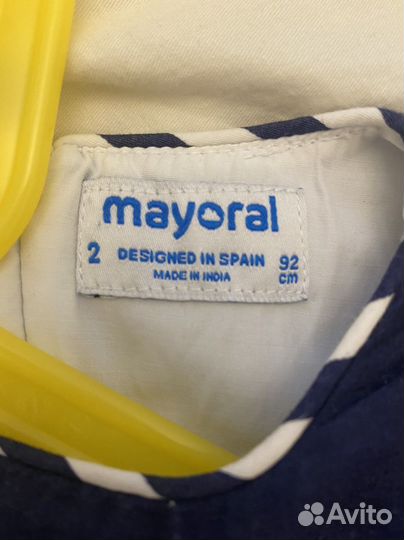 mayoral
2 DESIGNED IN SPAIN 92
MADE IN INDIA cm
Avito